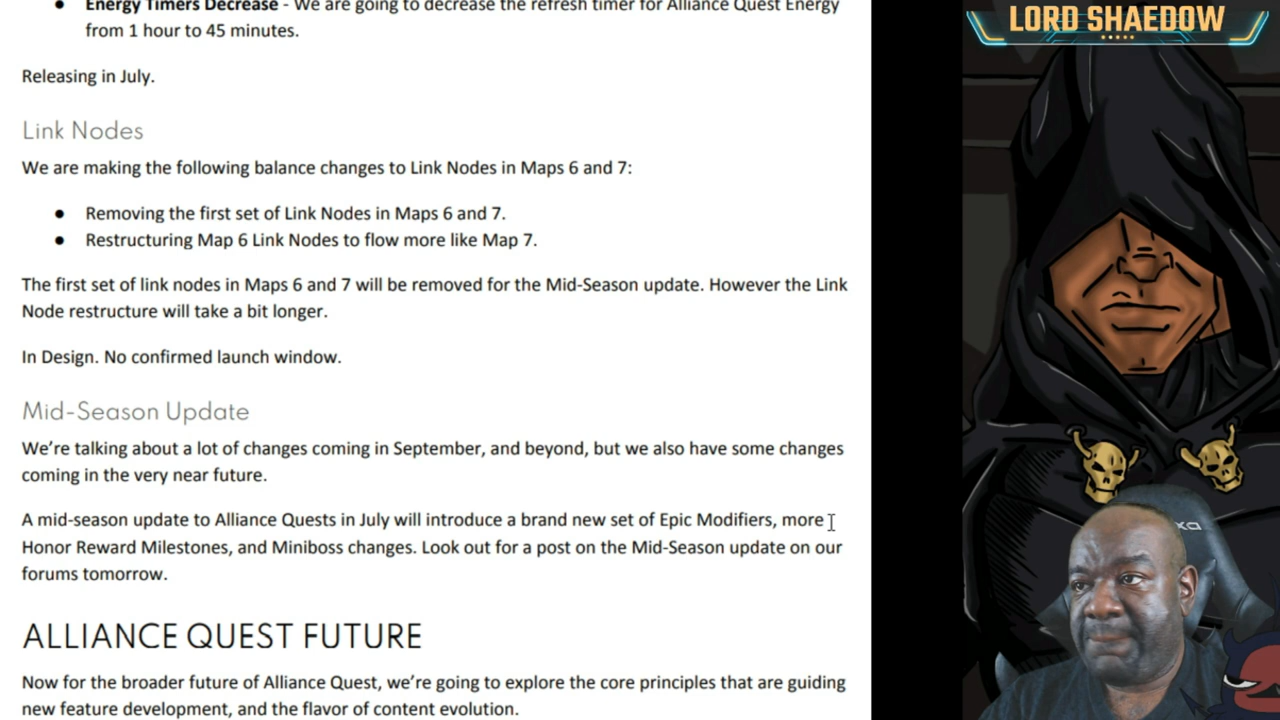 Energy Timers Decrease - We are going to decrease the refresh timer for Alliance Quest Energy
from 1 hour to 45 minutes.
Releasing in July.
Link Nodes
We are making the following balance changes to Link Nodes in Maps 6 and 7:
● Removing the first set of Link Nodes in Maps 6 and 7.
● Restructuring Map 6 Link Nodes to flow more like Map 7.
The first set of link nodes in Maps 6 and 7 will be removed for the Mid-Season update. However the Link
Node restructure will take a bit longer.
In Design. No confirmed launch window.
Mid-Season Update
We're talking about a lot of changes coming in September, and beyond, but we also have some changes
coming in the very near future.
A mid-season update to Alliance Quests in July will introduce a brand new set of Epic Modifiers, more
Honor Reward Milestones, and Miniboss changes. Look out for a post on the Mid-Season update on our
forums tomorrow.
ALLIANCE QUEST FUTURE
Now for the broader future of Alliance Quest, we're going to explore the core principles that are guiding
new feature development, and the flavor of content evolution.
LORD SHAEDOW